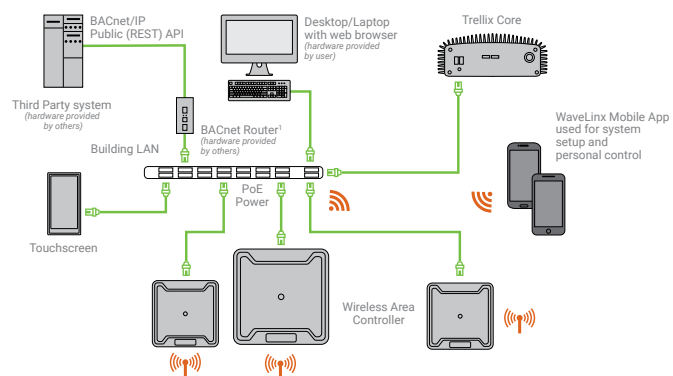 BACnet/IP
Public (REST) API
Desktop/Laptop
with web browser
(hardware provided
by user)
Trellix Core
Third Party system
(hardware provided
by others)
BACnet Router¹
(hardware provided
by others)
Building LAN
WaveLinx Mobile App
used for system
setup and
personal control
PoE
Power
Touchscreen
Wireless Area
Controller